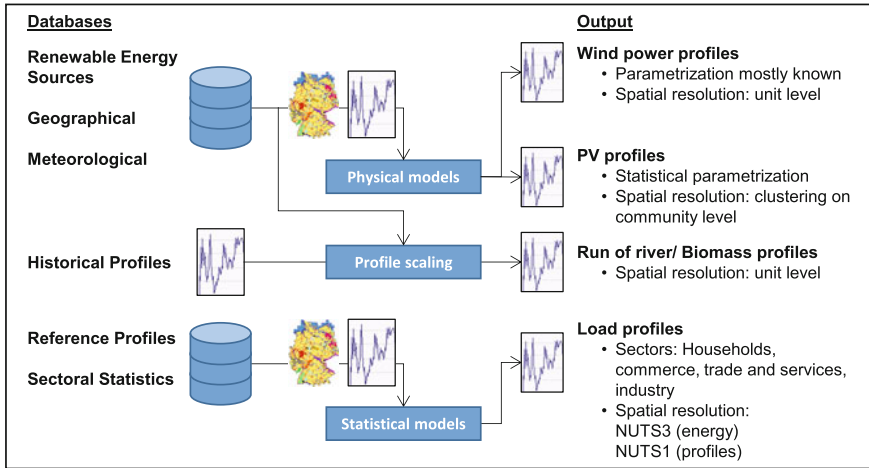 Databases
Renewable Energy
Sources
Geographical
Meteorological
Historical Profiles
Reference Profiles
Sectoral Statistics
Physical models
Profile scaling
Statistical models
Output
Wind power profiles
• Parametrization mostly known
• Spatial resolution: unit level
PV profiles
• Statistical parametrization
• Spatial resolution: clustering on
community level
Run of river/ Biomass profiles
• Spatial resolution: unit level
Load profiles
• Sectors: Households,
commerce, trade and services,
industry
• Spatial resolution:
NUTS3 (energy)
NUTS1 (profiles)